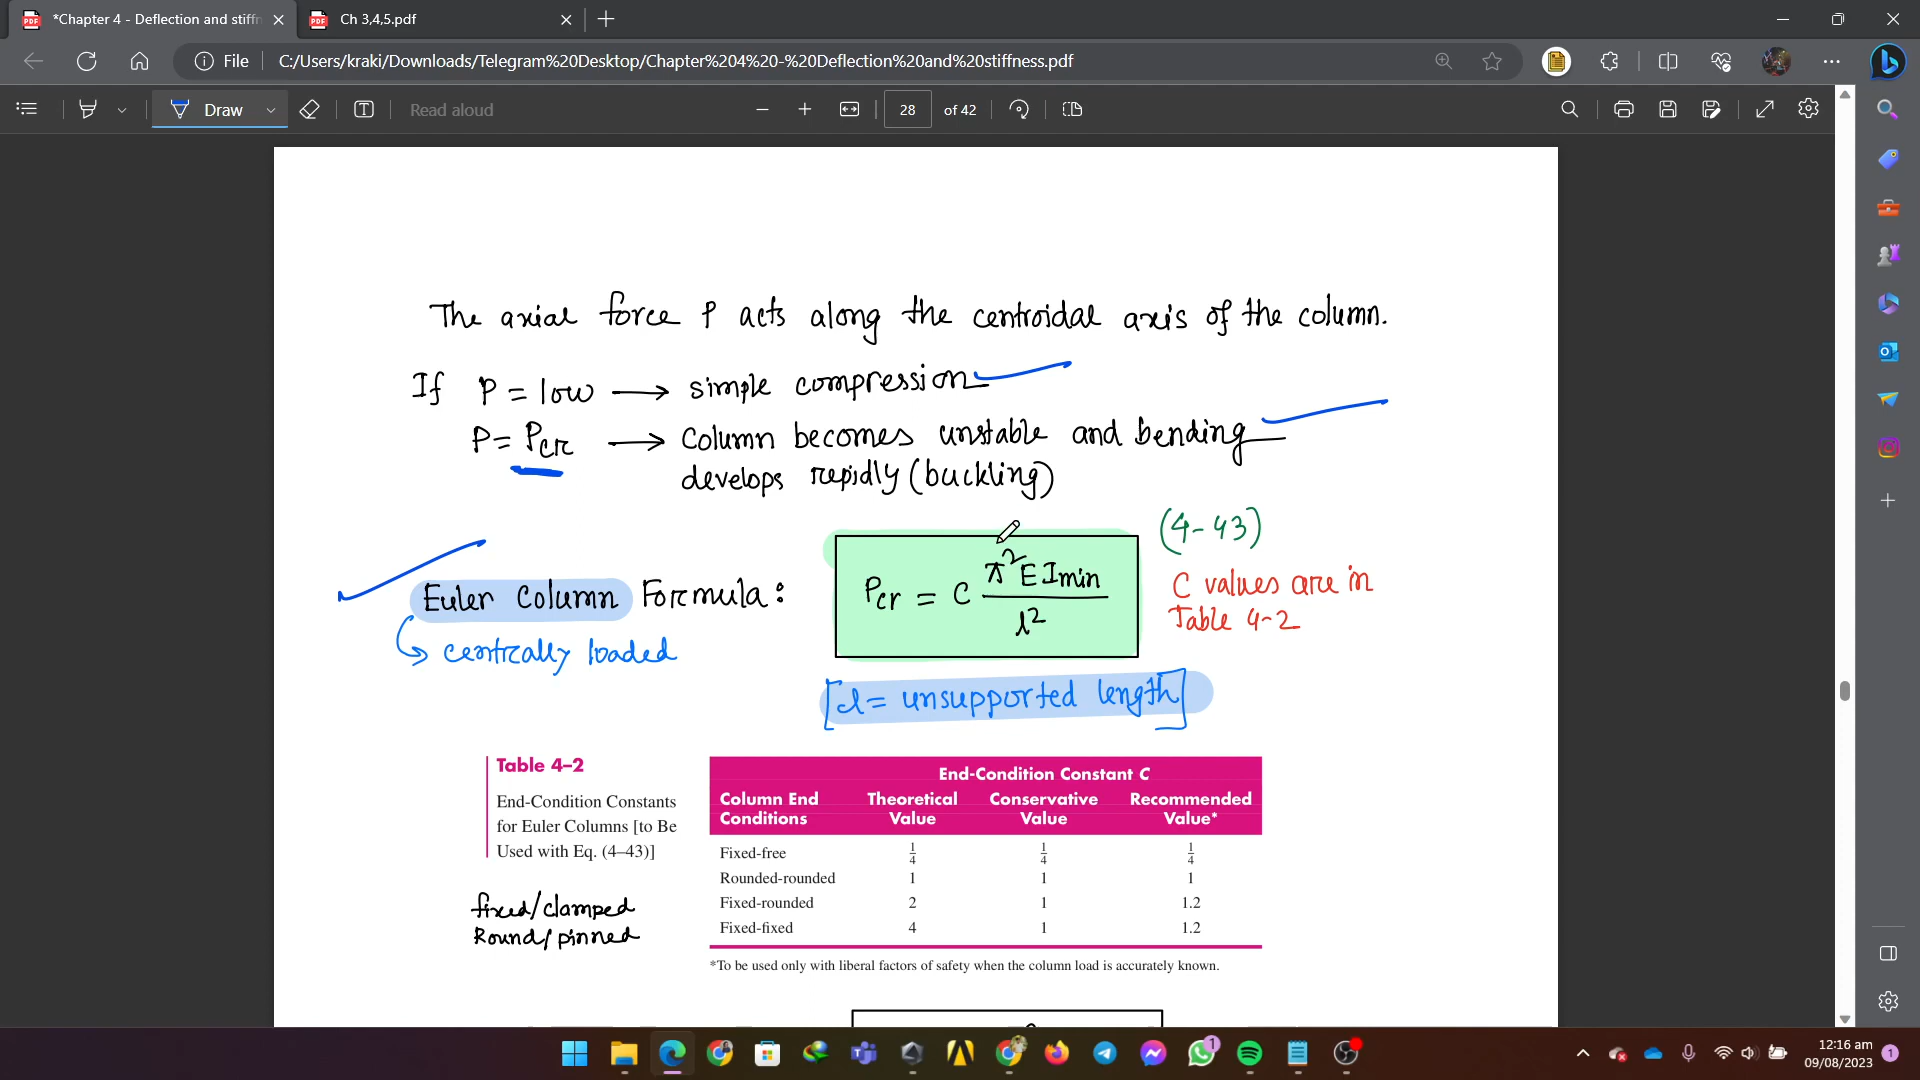 *Chapter 4 - Deflection and stiffn
Ch 3,4,5.pdf
File
C:/Users/kraki/Downloads/Telegram%20Desktop/Chapter%204%20-%20Deflection%20and%20stiffness.pdf
Draw
Read aloud
28
of 42
The axial force P acts along the centroidal axis of the column.
If P = low → simple compression
P = Pcr → Column becomes unstable and bending
develops repidly (buckling)
(4-43)
Euler Column Formula:
Pcr = C π²EImin / l²
C values are in
Table 4-2
centrally loaded
[l = unsupported length]
Table 4–2
End-Condition Constants
for Euler Columns [to Be
Used with Eq. (4–43)]
fixed/clamped
Round/pinned
End-Condition Constant C
Column End Conditions Theoretical Value Conservative Value Recommended Value*
Fixed-free 1/4 1/4 1/4
Rounded-rounded 1 1 1
Fixed-rounded 2 1 1.2
Fixed-fixed 4 1 1.2
*To be used only with liberal factors of safety when the column load is accurately known.
1
12:16 am
09/08/2023
1